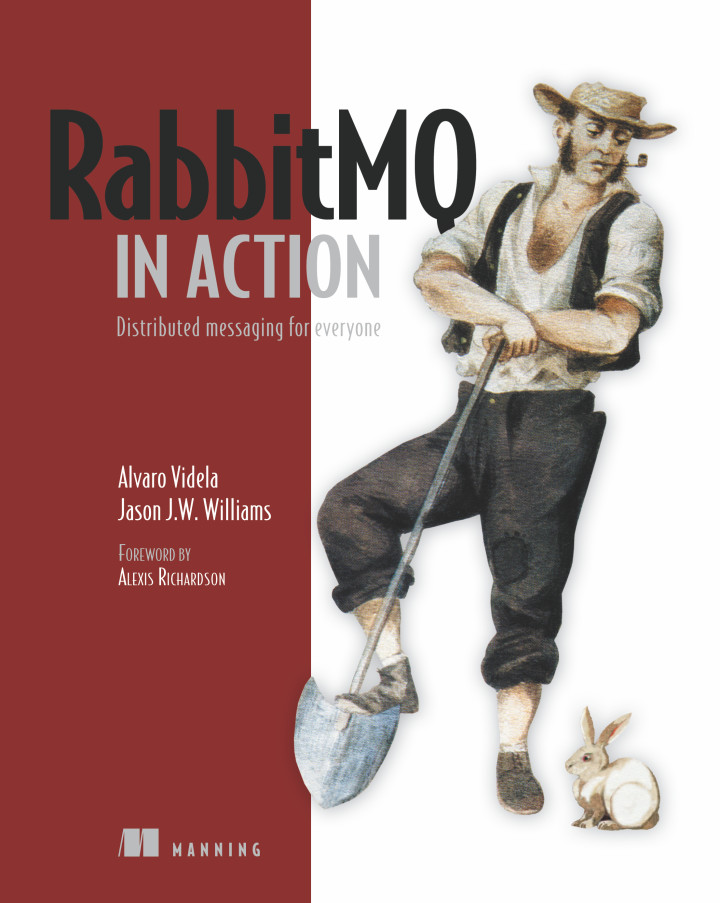 RabbitMQ
IN ACTION
Distributed messaging for everyone
Alvaro Videla
Jason J.W. Williams
FOREWORD BY
ALEXIS RICHARDSON
MANNING